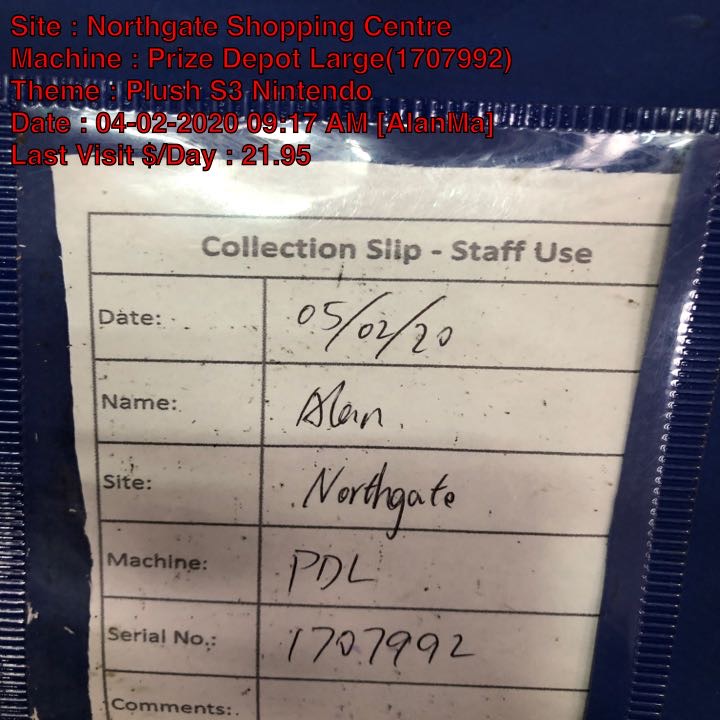 Site : Northgate Shopping Centre
Machine : Prize Depot Large(1707992)
Theme : Plush S3 Nintendo
Date : 04-02-2020 09:17 AM [AlanMa]
Last Visit $/Day : 21.95
Collection Slip - Staff Use
Date: 05/02/20
Name: Alan
Site: Northgate
Machine: PDL
Serial No.: 1707992
Comments: